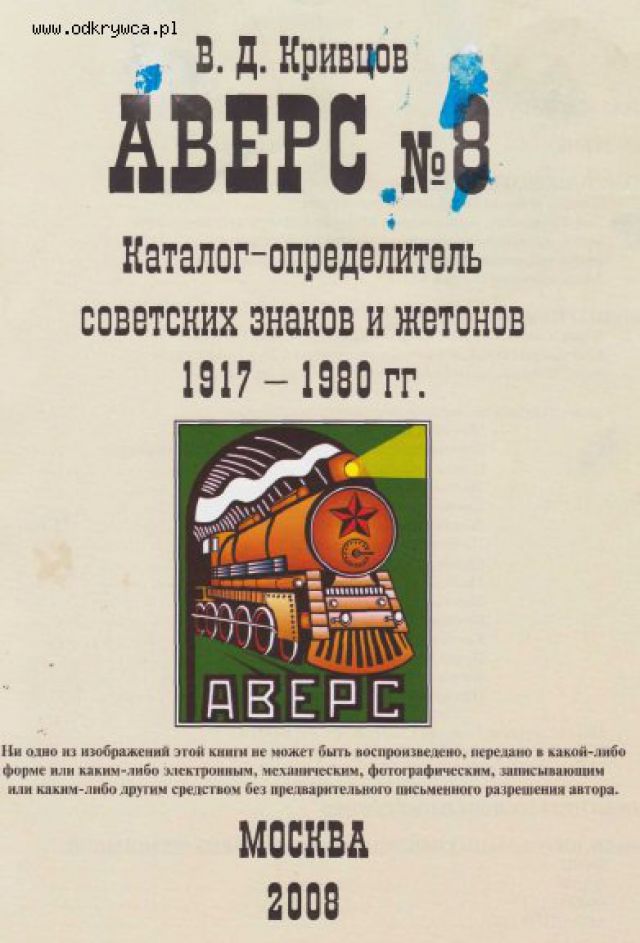 www.odkrywca.pl
В. Д. Кривцов
АВЕРС №8
Каталог-определитель
советских знаков и жетонов
1917 – 1980 гг.
АВЕРС
Ни одно из изображений этой книги не может быть воспроизведено, передано в какой-либо
форме или каким-либо электронным, механическим, фотографическим, записывающим
или каким-либо другим средством без предварительного письменного разрешения автора.
МОСКВА
2008